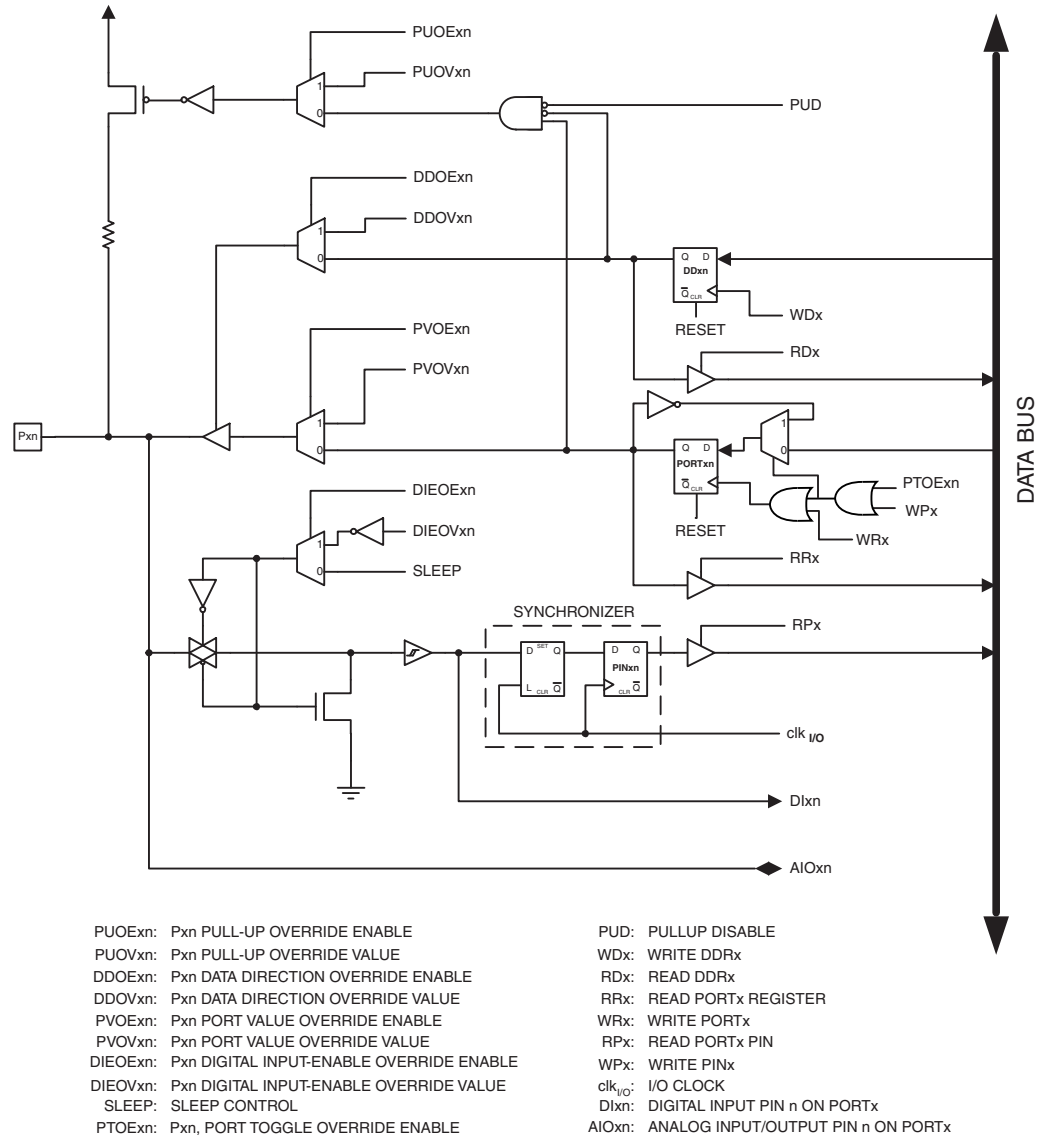 PUOExn
PUOVxn
1
0
PUD
DDOExn
DDOVxn
1
0
Q D
DDxn
Q CLR
WDx
RESET
RDx
PVOExn
PVOVxn
1
0
Pxn
1
0
Q D
PORTxn
Q CLR
PTOExn
WPx
RESET
WRx
RRx
DATA BUS
DIEOExn
DIEOVxn
1
0
SLEEP
SYNCHRONIZER
RPx
D SET Q
L CLR Q
D Q
PINxn
CLR Q
clk I/O
DIxn
AIOxn
PUOExn: Pxn PULL-UP OVERRIDE ENABLE
PUOVxn: Pxn PULL-UP OVERRIDE VALUE
DDOExn: Pxn DATA DIRECTION OVERRIDE ENABLE
DDOVxn: Pxn DATA DIRECTION OVERRIDE VALUE
PVOExn: Pxn PORT VALUE OVERRIDE ENABLE
PVOVxn: Pxn PORT VALUE OVERRIDE VALUE
DIEOExn: Pxn DIGITAL INPUT-ENABLE OVERRIDE ENABLE
DIEOVxn: Pxn DIGITAL INPUT-ENABLE OVERRIDE VALUE
SLEEP: SLEEP CONTROL
PTOExn: Pxn, PORT TOGGLE OVERRIDE ENABLE
PUD: PULLUP DISABLE
WDx: WRITE DDRx
RDx: READ DDRx
RRx: READ PORTx REGISTER
WRx: WRITE PORTx
RPx: READ PORTx PIN
WPx: WRITE PINx
clkI/O: I/O CLOCK
DIxn: DIGITAL INPUT PIN n ON PORTx
AIOxn: ANALOG INPUT/OUTPUT PIN n ON PORTx